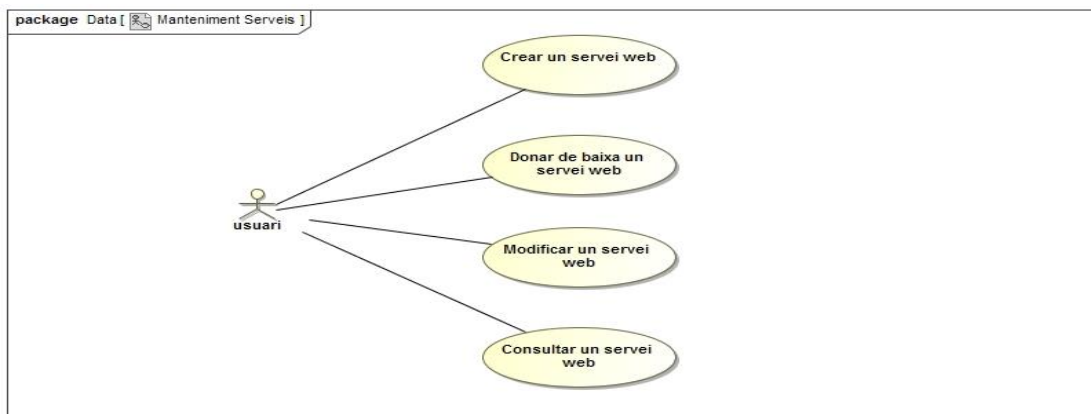 package Data [ Manteniment Serveis ]
Crear un servei web
Donar de baixa un
servei web
usuari
Modificar un servei
web
Consultar un servei
web